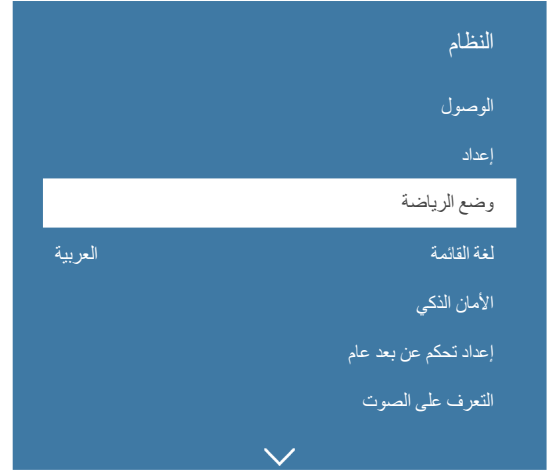 النظام
الوصول
إعداد
وضع الرياضة
لغة القائمة العربية
الأمان الذكي
إعداد تحكم عن بعد عام
التعرف على الصوت